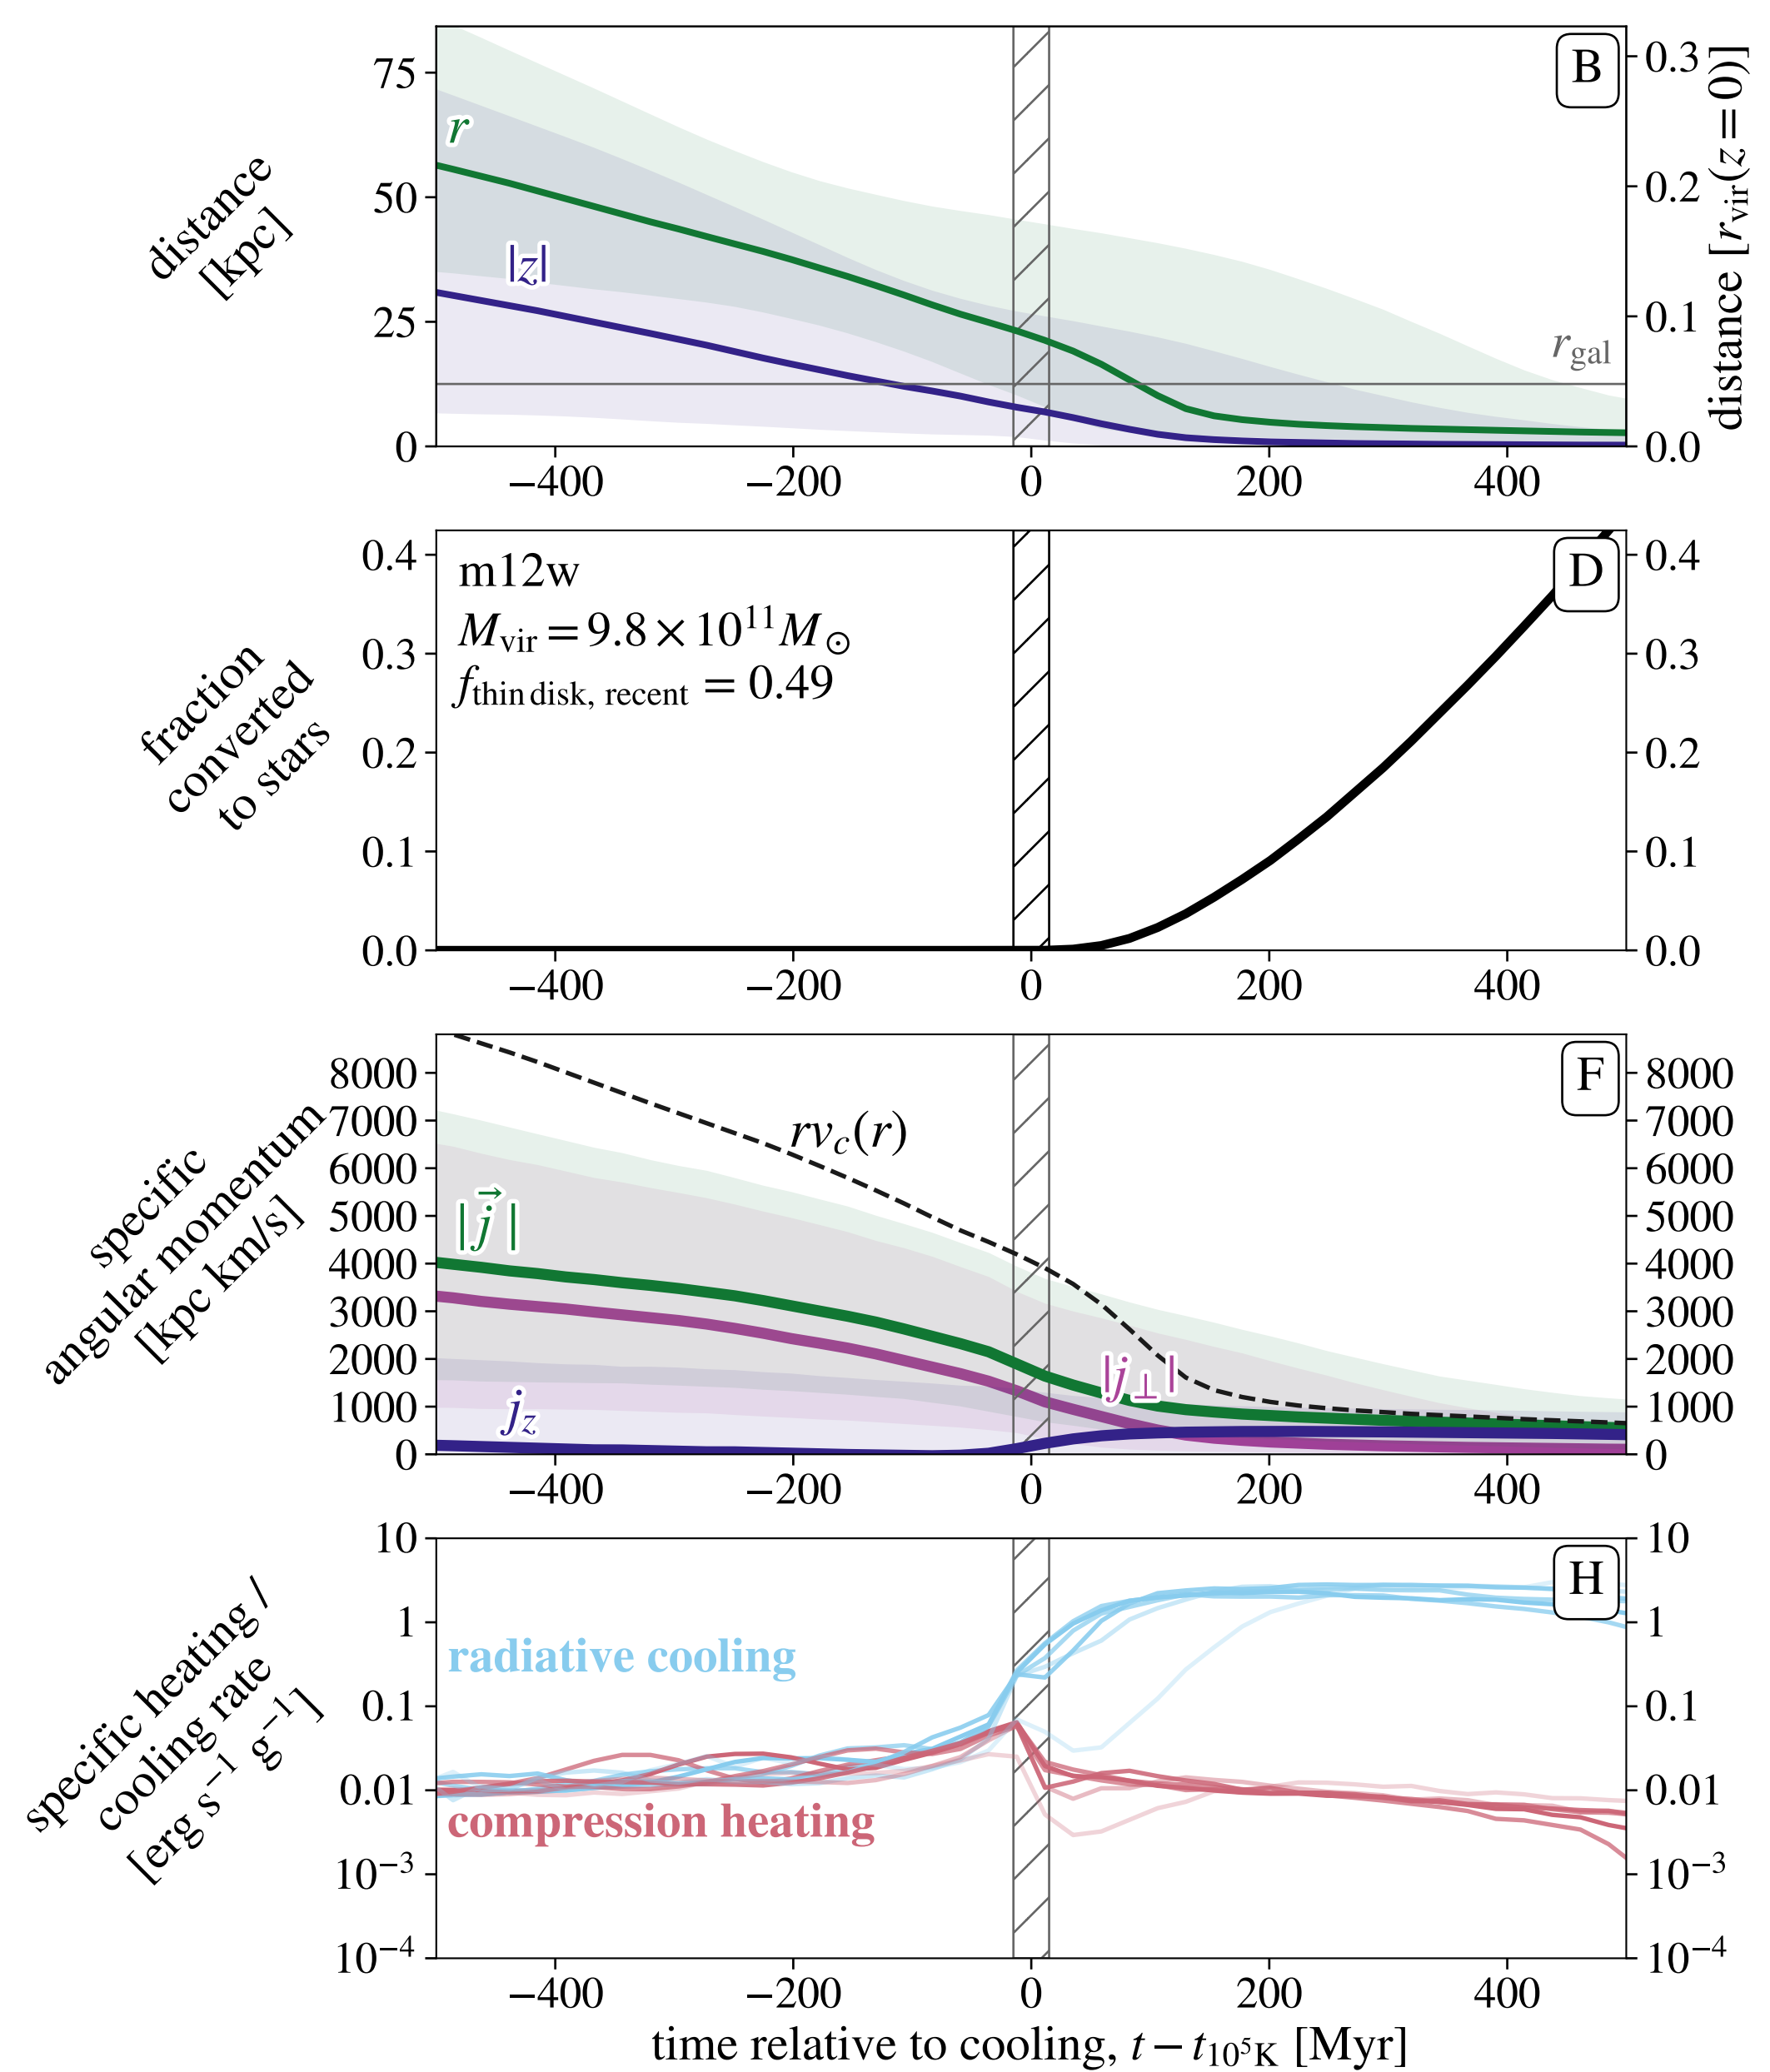 distance
[kpc]
75
50
25
0
r
|z|
B
r_gal
0.3
0.2
0.1
0.0
distance [r_vir(z=0)]
−400 −200 0 200 400
fraction
converted
to stars
0.4
0.3
0.2
0.1
0.0
m12w
M_vir = 9.8 × 10^11 M_⊙
f_thin disk, recent = 0.49
D
0.4
0.3
0.2
0.1
0.0
−400 −200 0 200 400
specific
angular momentum
[kpc km/s]
8000
7000
6000
5000
4000
3000
2000
1000
0
rv_c(r)
|j⃗|
|j_⊥|
j_z
F
8000
7000
6000
5000
4000
3000
2000
1000
0
−400 −200 0 200 400
specific heating /
cooling rate
[erg s^−1 g^−1]
10
1
0.1
0.01
10^−3
10^−4
radiative cooling
compression heating
H
10
1
0.1
0.01
10^−3
10^−4
−400 −200 0 200 400
time relative to cooling, t − t_10^5K [Myr]